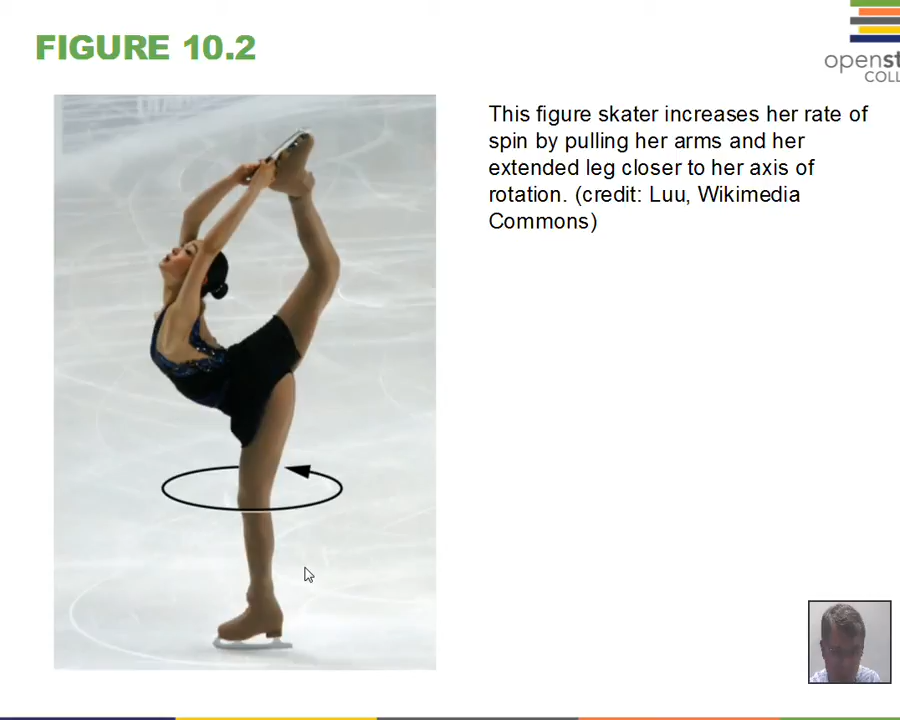 FIGURE 10.2
openst
COLL
This figure skater increases her rate of
spin by pulling her arms and her
extended leg closer to her axis of
rotation. (credit: Luu, Wikimedia
Commons)